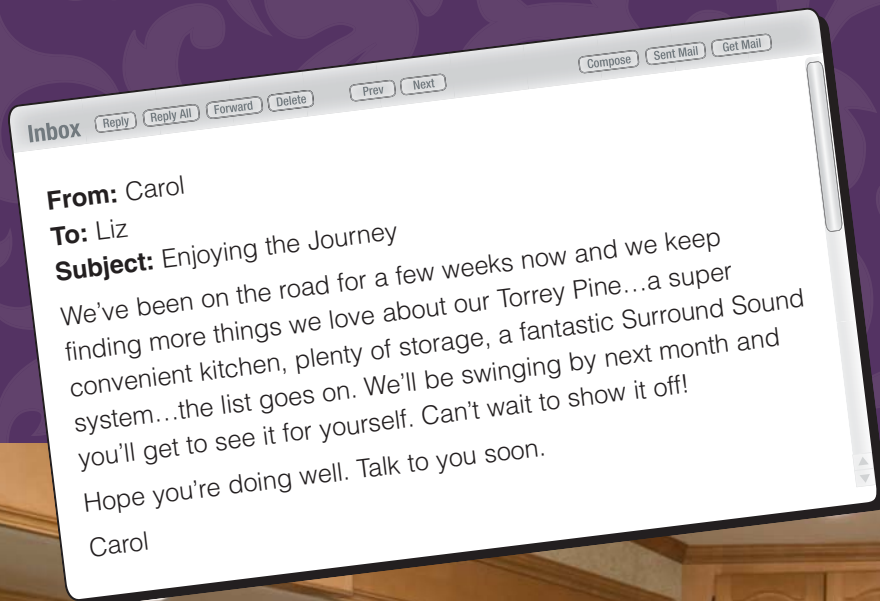 Inbox Reply Reply All Forward Delete Prev Next Compose Sent Mail Get Mail
From: Carol
To: Liz
Subject: Enjoying the Journey
We’ve been on the road for a few weeks now and we keep
finding more things we love about our Torrey Pine…a super
convenient kitchen, plenty of storage, a fantastic Surround Sound
system…the list goes on. We’ll be swinging by next month and
you’ll get to see it for yourself. Can’t wait to show it off!
Hope you’re doing well. Talk to you soon.
Carol